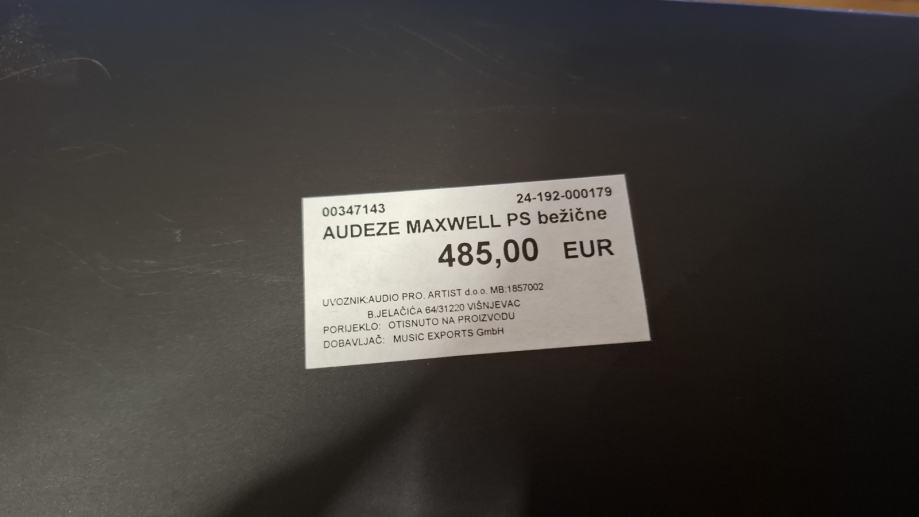 00347143 24-192-000179
AUDEZE MAXWELL PS bežične
485,00 EUR
UVOZNIK:AUDIO PRO. ARTIST d.o.o. MB:1857002
B.JELAČIĆA 64/31220 VIŠNJEVAC
PORIJEKLO: OTISNUTO NA PROIZVODU
DOBAVLJAČ: MUSIC EXPORTS GmbH